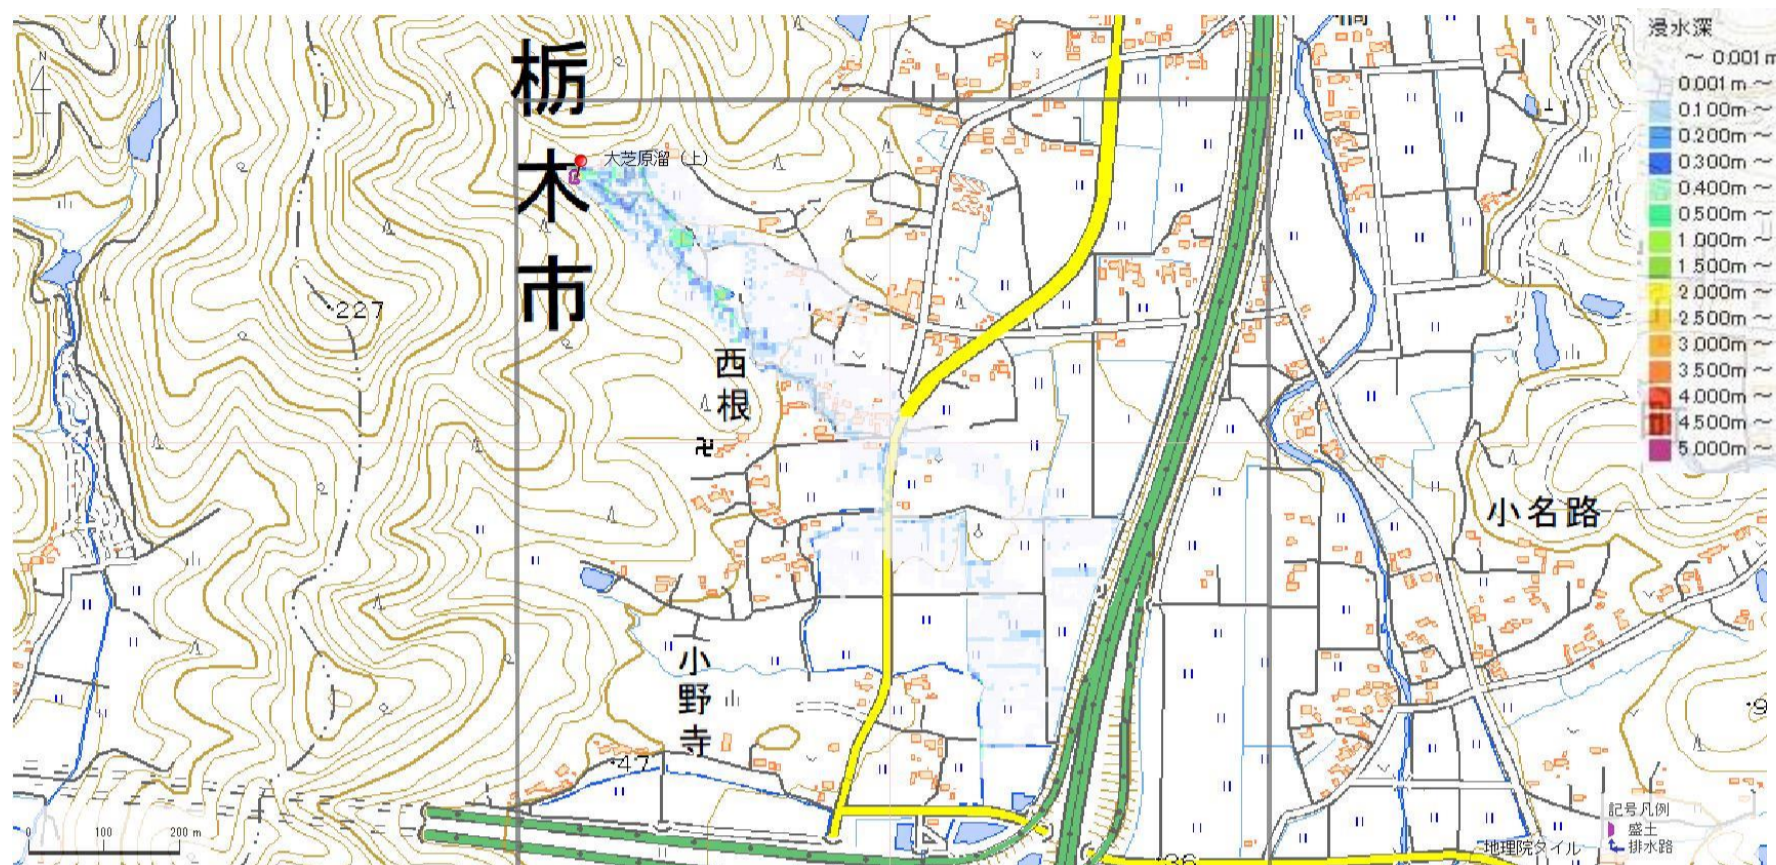 栃木市
大芝原溜（上）
227
西根
小野寺
47
小名路
N
浸水深
～ 0.001 m
0.001 m ～
0.100m ～
0.200m ～
0.300m ～
0.400m ～
0.500m ～
1.000m ～
1.500m ～
2.000m ～
2.500m ～
3.000m ～
3.500m ～
4.000m ～
4.500m ～
5.000m ～
0 100 200 m
記号凡例
盛土
排水路
地理院タイル